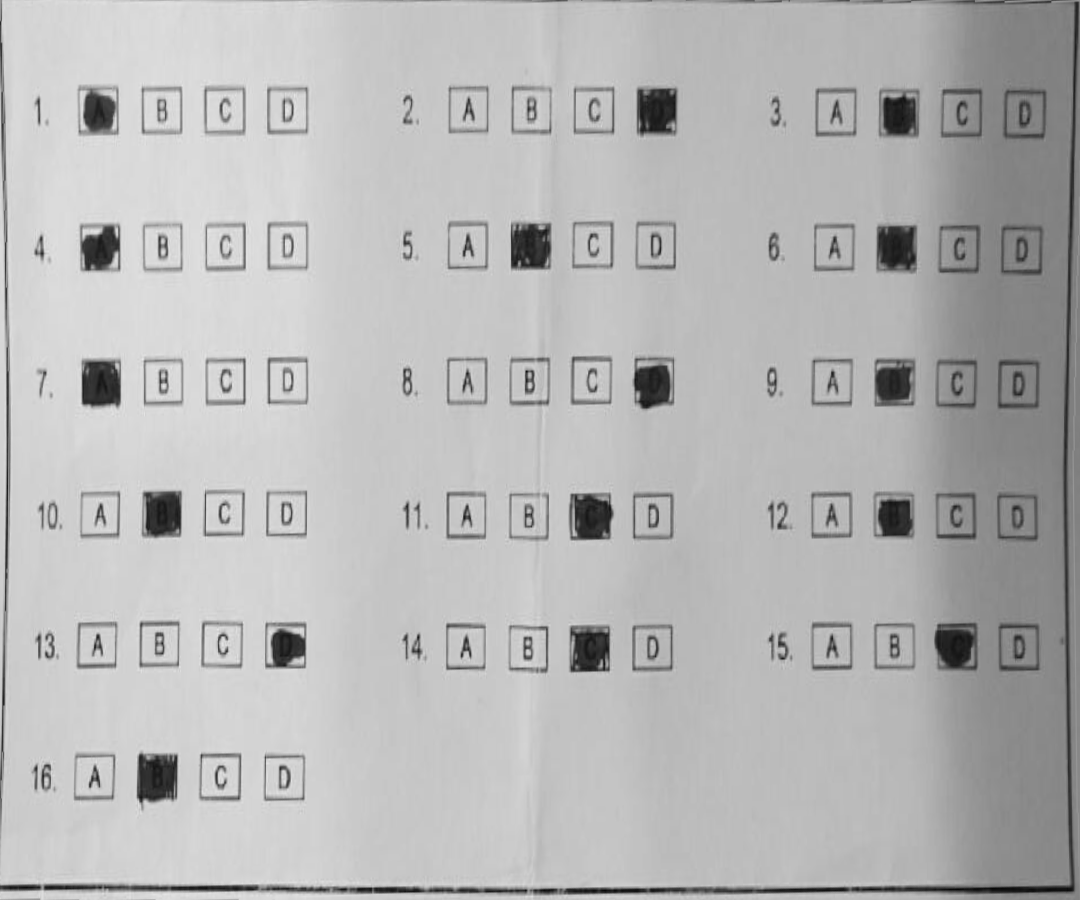 1. A B C D 2. A B C D 3. A B C D
4. A B C D 5. A B C D 6. A B C D
7. A B C D 8. A B C D 9. A B C D
10. A B C D 11. A B C D 12. A B C D
13. A B C D 14. A B C D 15. A B C D
16. A B C D